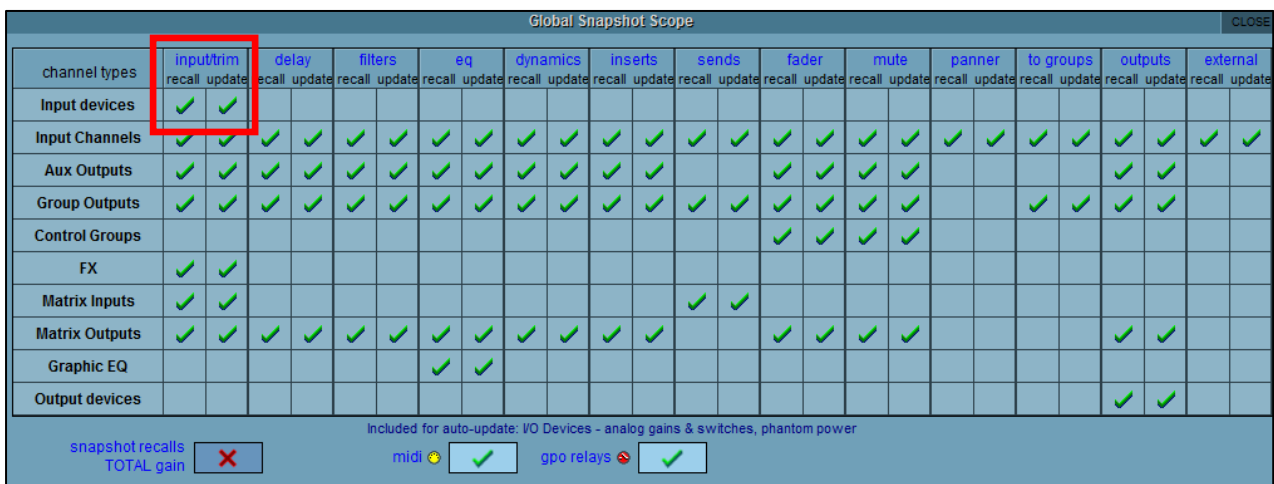 Global Snapshot Scope
CLOSE
channel types
input/trim delay filters eq dynamics inserts sends fader mute panner to groups outputs external
recall update recall update recall update recall update recall update recall update recall update recall update recall update recall update recall update recall update recall update
Input devices
Input Channels
Aux Outputs
Group Outputs
Control Groups
FX
Matrix Inputs
Matrix Outputs
Graphic EQ
Output devices
Included for auto-update: I/O Devices - analog gains & switches, phantom power
snapshot recalls
TOTAL gain
midi
gpo relays